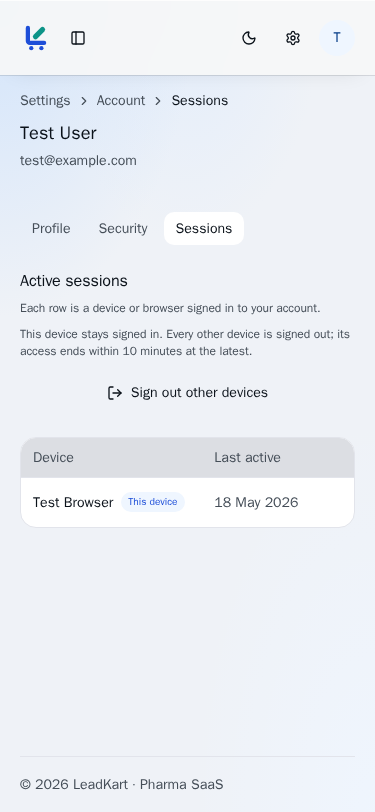 T
Settings > Account > Sessions
Test User
test@example.com
Profile Security Sessions
Active sessions
Each row is a device or browser signed in to your account.
This device stays signed in. Every other device is signed out; its
access ends within 10 minutes at the latest.
Sign out other devices
Device Last active
Test Browser This device 18 May 2026
© 2026 LeadKart · Pharma SaaS